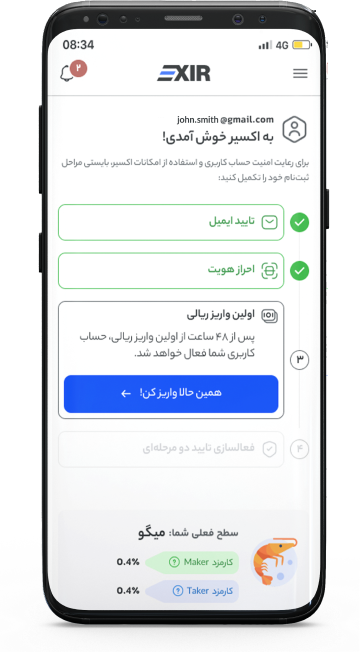 08:34
4G
۲
EXIR
john.smith @gmail.com
به اکسیر خوش آمدی!
برای رعایت امنیت حساب کاربری و استفاده از امکانات اکسیر، بایستی مراحل
ثبت‌نام خود را تکمیل کنید:
تایید ایمیل
احراز هویت
۳
اولین واریز ریالی
پس از ۴۸ ساعت از اولین واریز ریالی، حساب
کاربری شما فعال خواهد شد.
همین حالا واریز کن! ←
۴
فعالسازی تایید دو مرحله‌ای
سطح فعلی شما: میگو
کارمزد Maker ? 0.4%
کارمزد Taker ? 0.4%